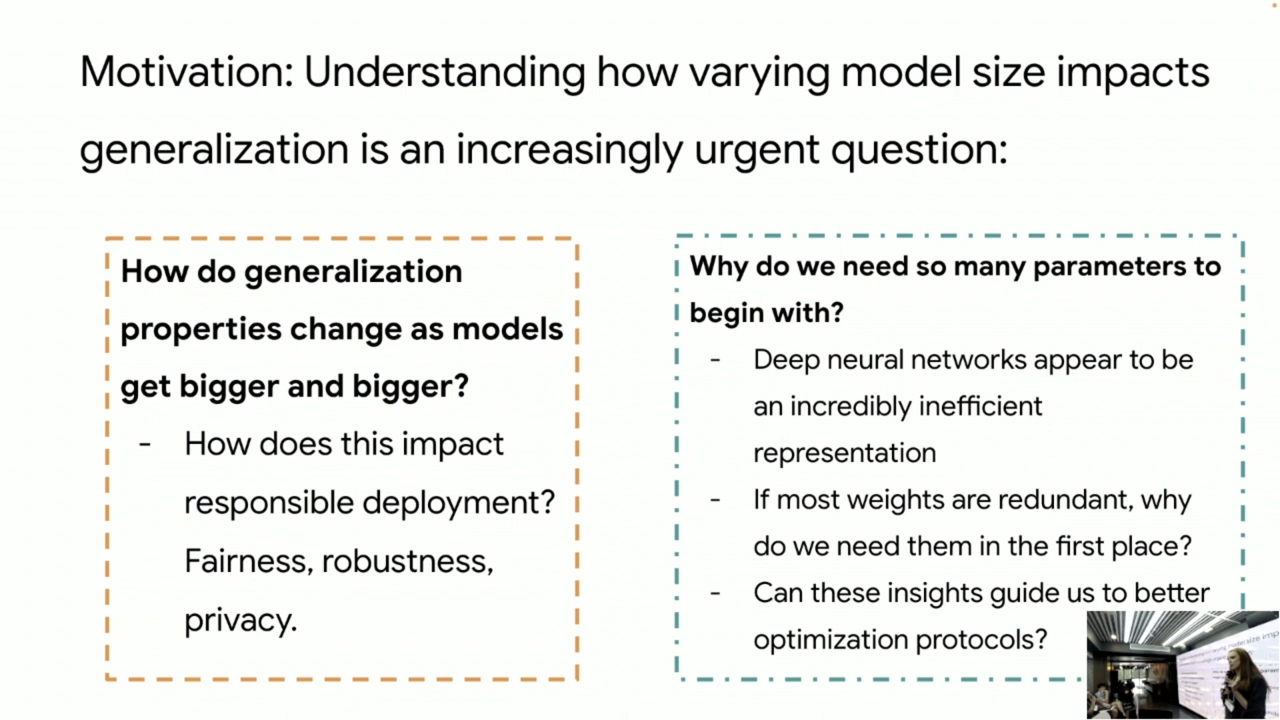 Motivation: Understanding how varying model size impacts
generalization is an increasingly urgent question:
How do generalization
properties change as models
get bigger and bigger?
- How does this impact
responsible deployment?
Fairness, robustness,
privacy.
Why do we need so many parameters to
begin with?
- Deep neural networks appear to be
an incredibly inefficient
representation
- If most weights are redundant, why
do we need them in the first place?
- Can these insights guide us to better
optimization protocols?